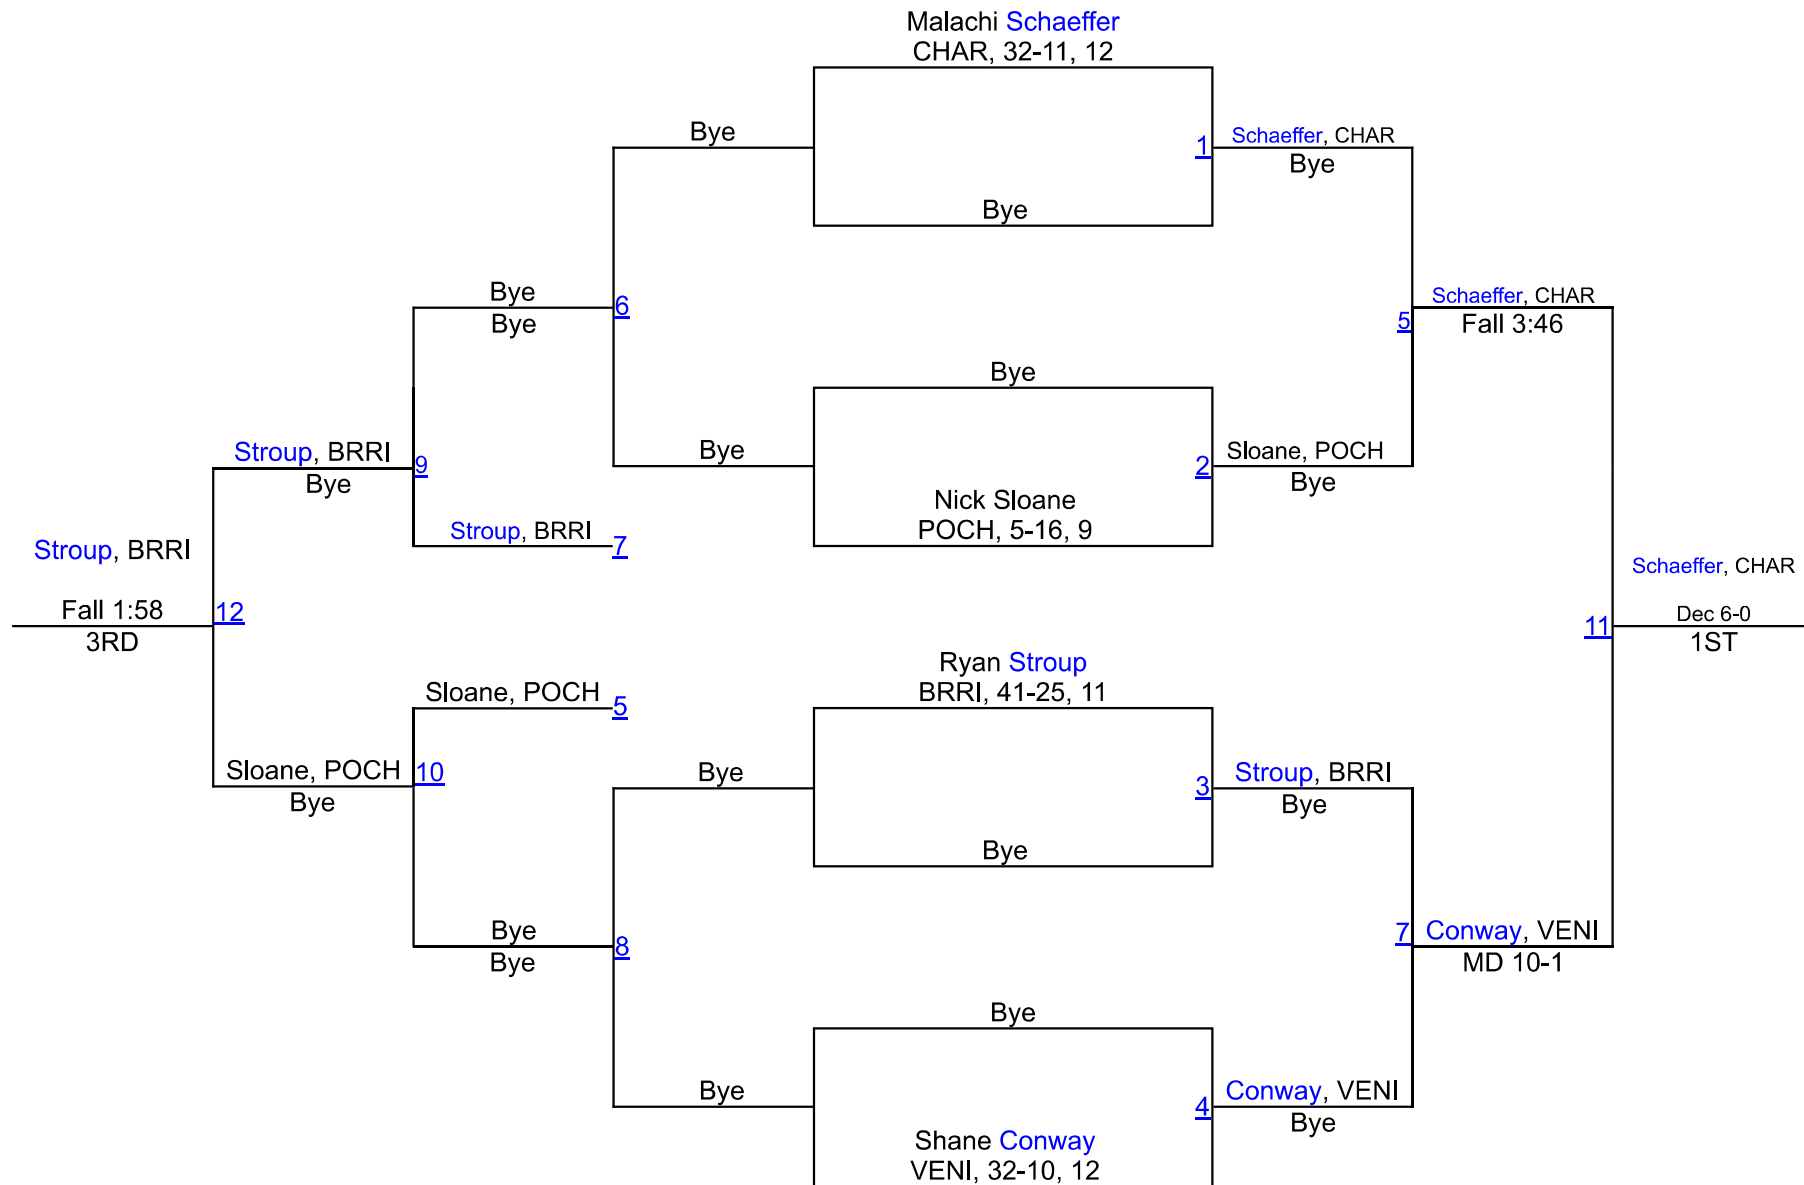 Malachi Schaeffer
CHAR, 32-11, 12
Bye
1
Schaeffer, CHAR
Bye
Bye
Bye
Bye
6
Schaeffer, CHAR
5
Fall 3:46
Bye
Stroup, BRRI
9
Bye
Bye
2
Sloane, POCH
Bye
Nick Sloane
POCH, 5-16, 9
Stroup, BRRI
7
Stroup, BRRI
Fall 1:58
12
3RD
Schaeffer, CHAR
11
Dec 6-0
1ST
Ryan Stroup
BRRI, 41-25, 11
Sloane, POCH
5
Sloane, POCH
10
Bye
Bye
3
Stroup, BRRI
Bye
Bye
Bye
8
Bye
7
Conway, VENI
MD 10-1
Bye
Bye
4
Conway, VENI
Bye
Shane Conway
VENI, 32-10, 12